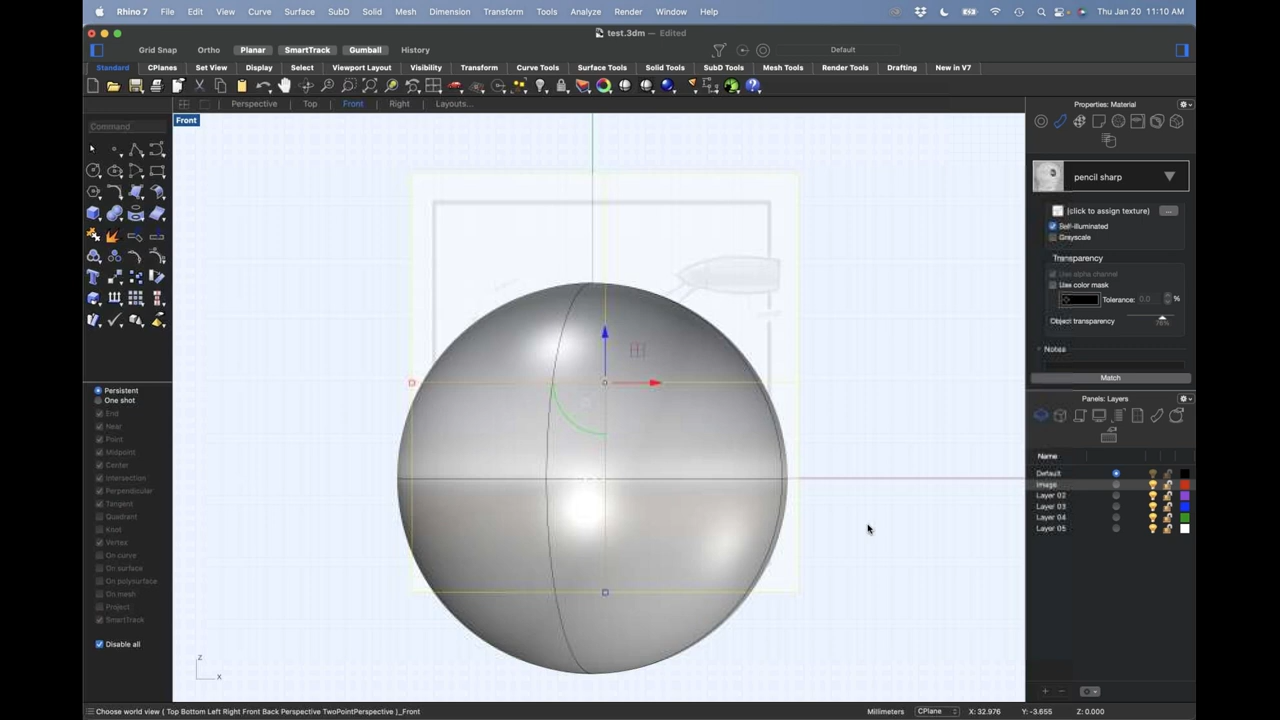 Rhino 7 File Edit View Curve Surface SubD Solid Mesh Dimension Transform Tools Analyze Render Window Help Thu Jan 20 11:10 AM
test.3dm — Edited
Grid Snap Ortho Planar SmartTrack Gumball History Default
Standard CPlanes Set View Display Select Viewport Layout Visibility Transform Curve Tools Surface Tools Solid Tools SubD Tools Mesh Tools Render Tools Drafting New in V7
Perspective Top Front Right Layouts...
Properties: Material
Front
Command
pencil sharp
(click to assign texture) ...
Self-illuminated
Greyscale
Transparency
Use alpha channel
Use color mask
Tolerance: 0.0 %
Object transparency
76%
Notes
Match
Persistent
One shot
End
Near
Point
Midpoint
Center
Intersection
Perpendicular
Tangent
Quadrant
Knot
Vertex
On curve
On surface
On polysurface
On mesh
Project
SmartTrack
Disable all
Panels: Layers
Name
Default
Image
Layer 02
Layer 03
Layer 04
Layer 05
Z
X
Choose world view ( Top Bottom Left Right Front Back Perspective TwoPointPerspective )_Front
Millimeters CPlane X: 32.976 Y: -3.655 Z: 0.000